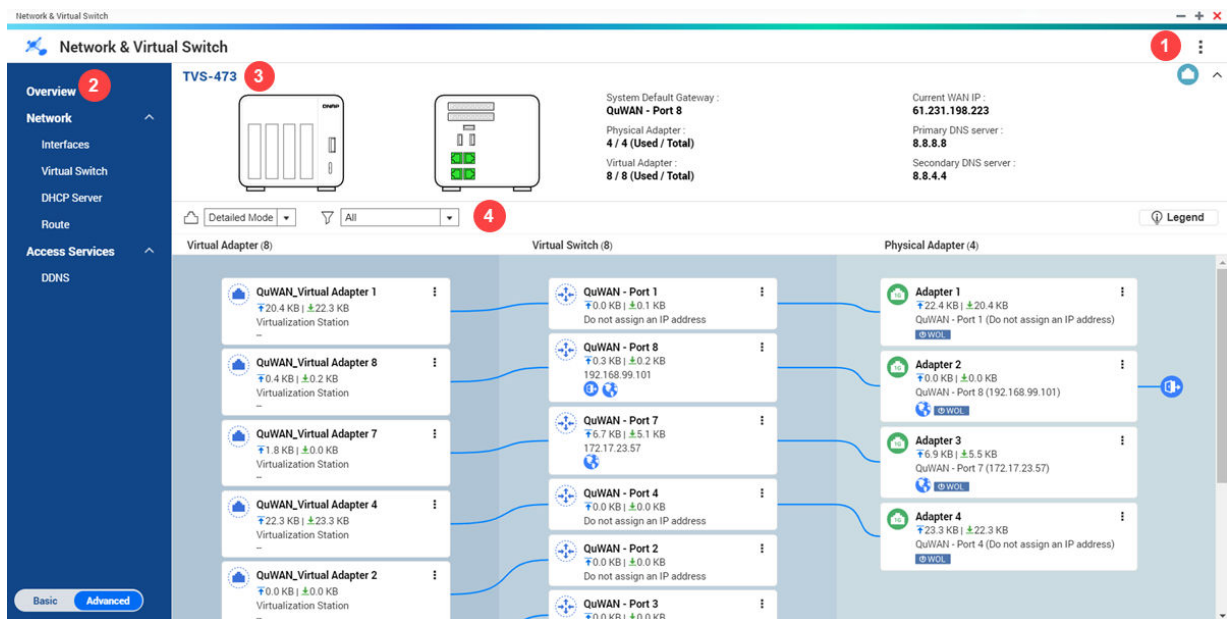 Network & Virtual Switch
Network & Virtual Switch
1
Overview
2
Network
Interfaces
Virtual Switch
DHCP Server
Route
Access Services
DDNS
Basic
Advanced
TVS-473
3
QNAP
System Default Gateway :
QuWAN - Port 8
Physical Adapter :
4 / 4 (Used / Total)
Virtual Adapter :
8 / 8 (Used / Total)
Current WAN IP :
61.231.198.223
Primary DNS server :
8.8.8.8
Secondary DNS server :
8.8.4.4
Detailed Mode
All
4
Legend
Virtual Adapter (8)
Virtual Switch (8)
Physical Adapter (4)
QuWAN_Virtual Adapter 1
20.4 KB | 22.3 KB
Virtualization Station
--
QuWAN_Virtual Adapter 8
0.4 KB | 0.2 KB
Virtualization Station
--
QuWAN_Virtual Adapter 7
1.8 KB | 0.0 KB
Virtualization Station
--
QuWAN_Virtual Adapter 4
22.3 KB | 23.3 KB
Virtualization Station
--
QuWAN_Virtual Adapter 2
0.0 KB | 0.0 KB
Virtualization Station
--
QuWAN - Port 1
0.0 KB | 0.1 KB
Do not assign an IP address
QuWAN - Port 8
0.3 KB | 0.2 KB
192.168.99.101
QuWAN - Port 7
6.7 KB | 5.1 KB
172.17.23.57
QuWAN - Port 4
0.0 KB | 0.0 KB
Do not assign an IP address
QuWAN - Port 2
0.0 KB | 0.0 KB
Do not assign an IP address
QuWAN - Port 3
0.0 KB | 0.0 KB
1G
Adapter 1
22.4 KB | 20.4 KB
QuWAN - Port 1 (Do not assign an IP address)
WOL
1G
Adapter 2
0.0 KB | 0.0 KB
QuWAN - Port 8 (192.168.99.101)
WOL
1G
Adapter 3
6.9 KB | 5.5 KB
QuWAN - Port 7 (172.17.23.57)
WOL
1G
Adapter 4
23.3 KB | 22.3 KB
QuWAN - Port 4 (Do not assign an IP address)
WOL